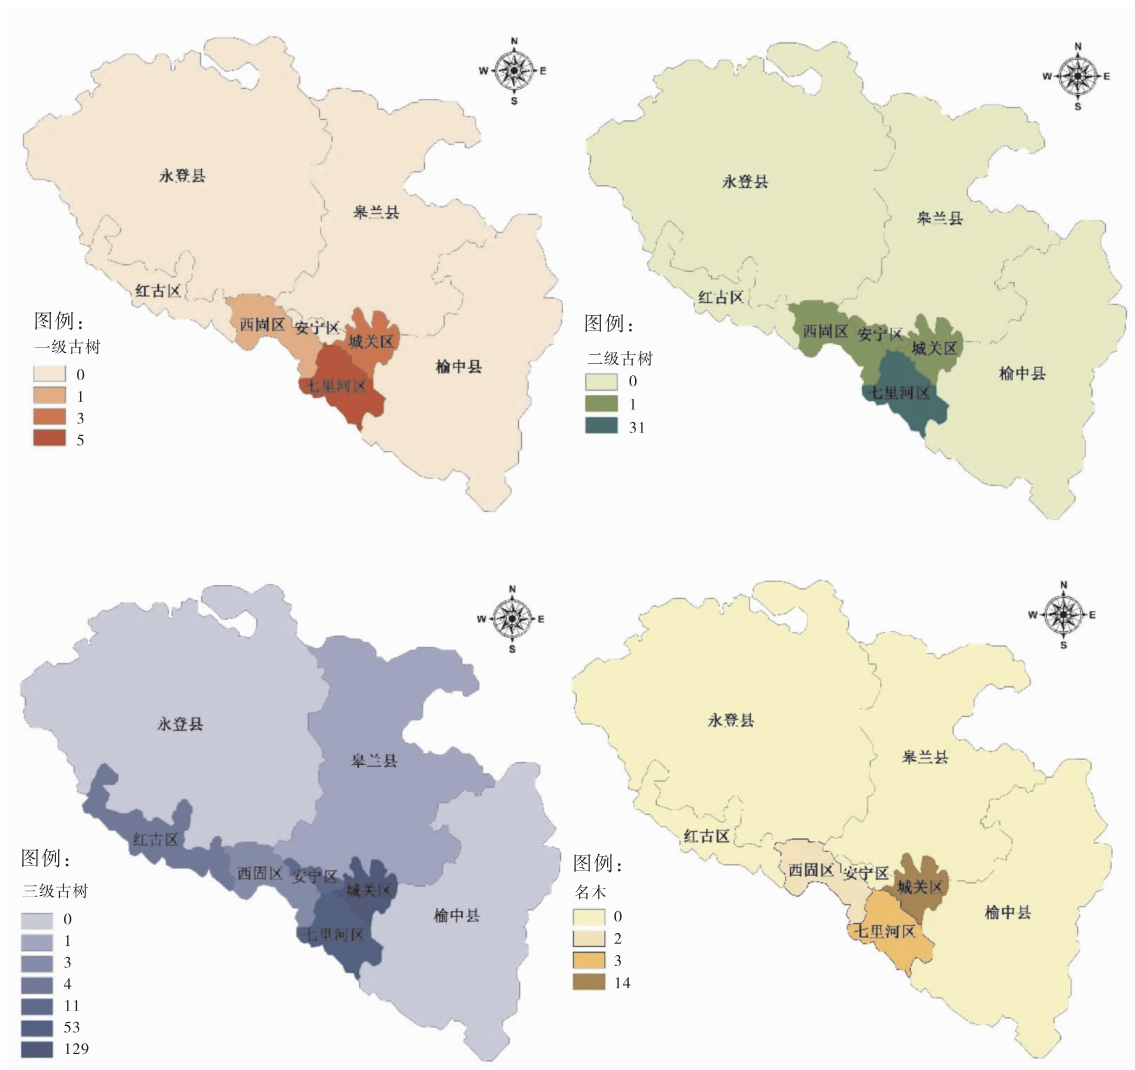 N
W E
S
永登县
皋兰县
红古区
西固区
安宁区
城关区
七里河区
榆中县
图例：
一级古树
0
1
3
5
N
W E
S
永登县
皋兰县
红古区
西固区
安宁区
城关区
七里河区
榆中县
图例：
二级古树
0
1
31
N
W E
S
永登县
皋兰县
红古区
西固区
安宁区
城关区
七里河区
榆中县
图例：
三级古树
0
1
3
4
11
53
129
N
W E
S
永登县
皋兰县
红古区
西固区
安宁区
城关区
七里河区
榆中县
图例：
名木
0
2
3
14